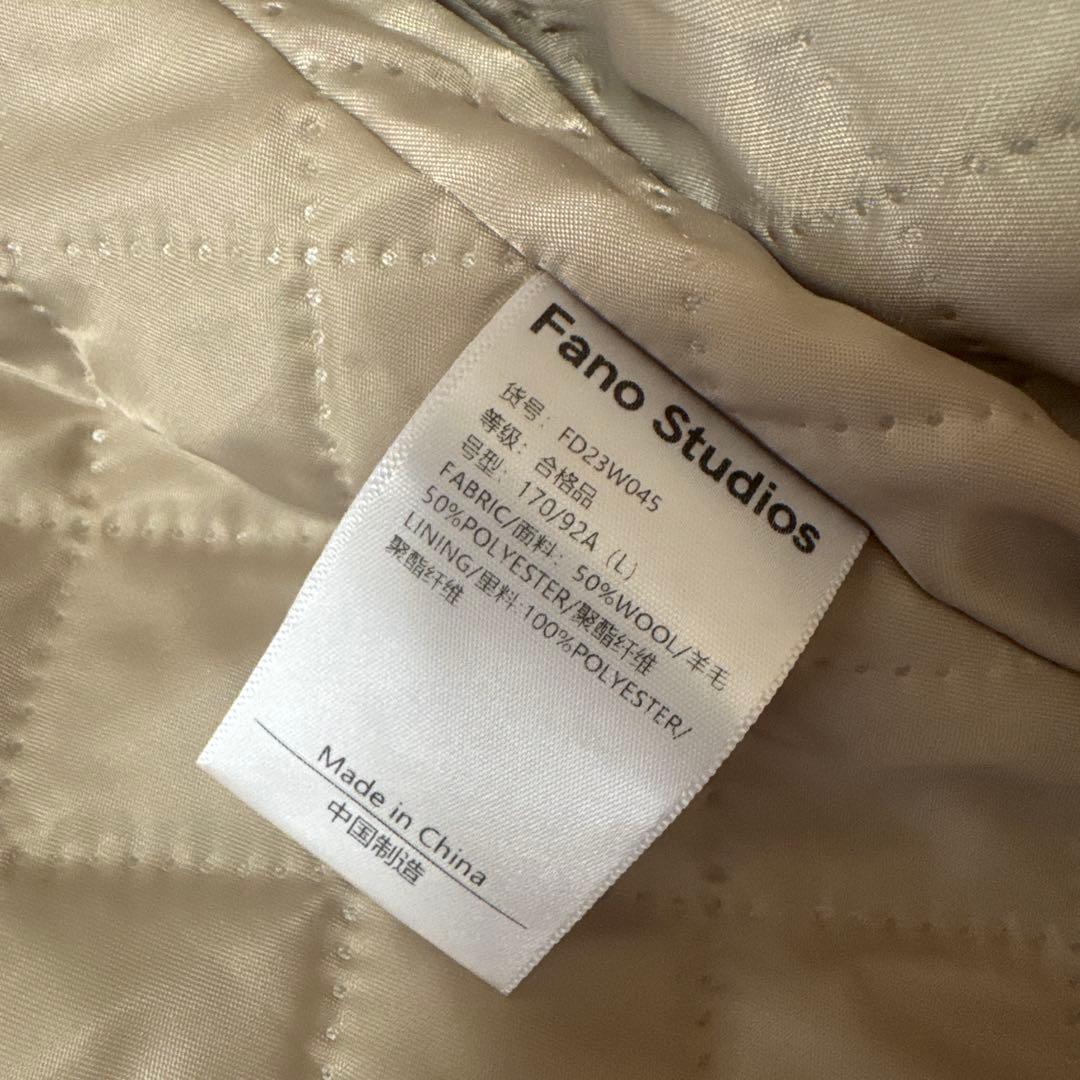 Fano Studios
货号：FD23W045
等级：合格品
号型：170/92A（L）
FABRIC/面料：50%WOOL/羊毛
50%POLYESTER/聚酯纤维
LINING/里料:100%POLYESTER/
聚酯纤维
Made in China
中国制造